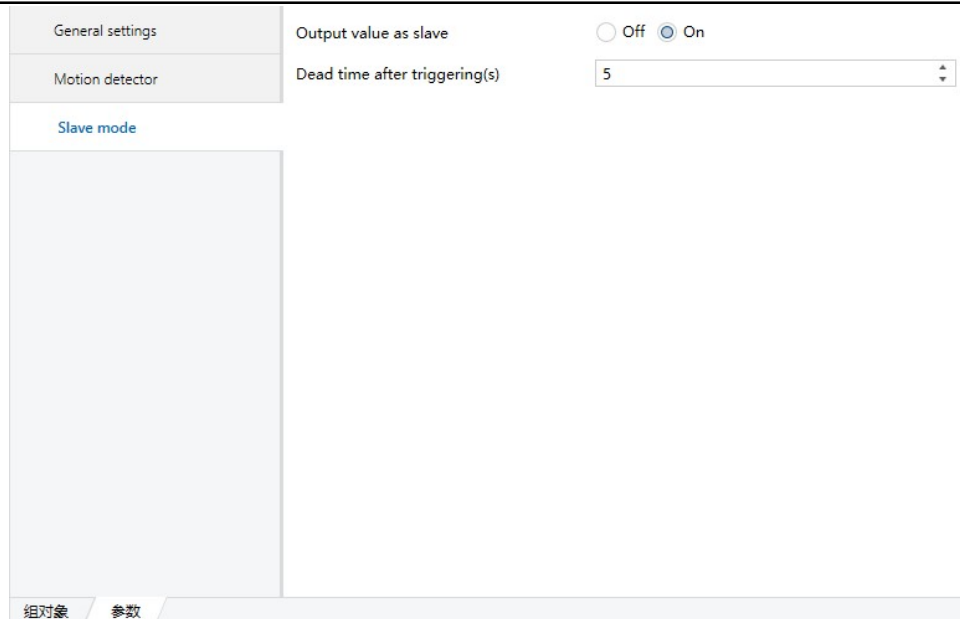 General settings
Motion detector
Slave mode
Output value as slave Off On
Dead time after triggering(s) 5
组对象 参数